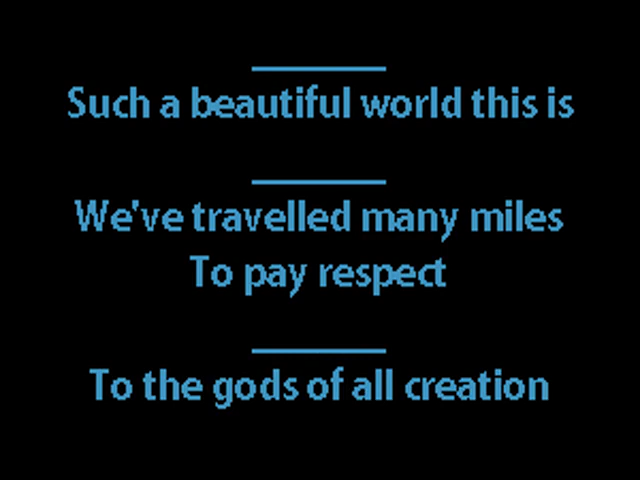 Such a beautiful world this is
We've travelled many miles
To pay respect
To the gods of all creation